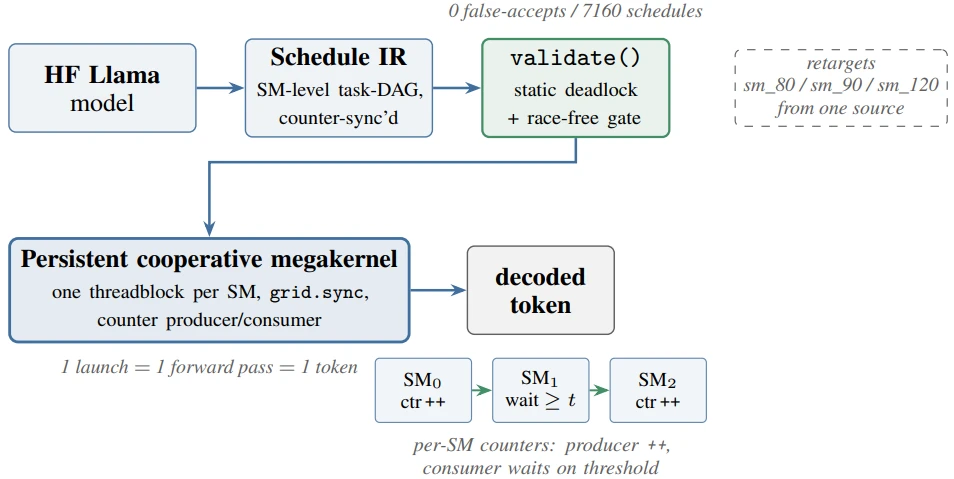 0 false-accepts / 7160 schedules
HF Llama
model
Schedule IR
SM-level task-DAG,
counter-sync'd
validate()
static deadlock
+ race-free gate
retargets
sm_80 / sm_90 / sm_120
from one source
Persistent cooperative megakernel
one threadblock per SM, grid.sync,
counter producer/consumer
decoded
token
1 launch = 1 forward pass = 1 token
SM₀
ctr ++
SM₁
wait ≥ t
SM₂
ctr ++
per-SM counters: producer ++,
consumer waits on threshold